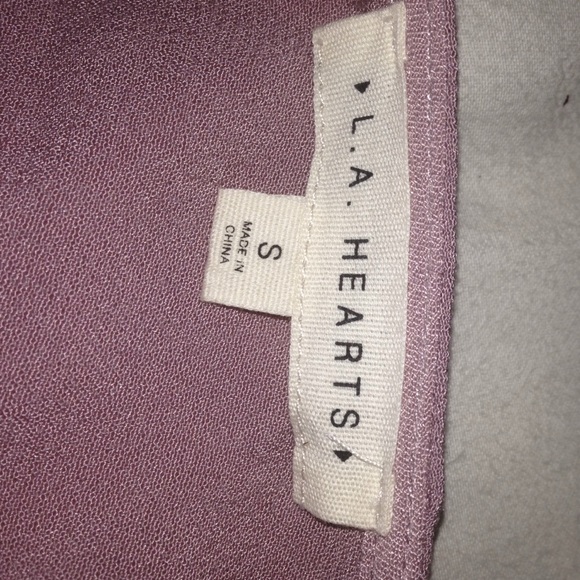 ♥ L.A. HEARTS ♥
S
MADE IN
CHINA